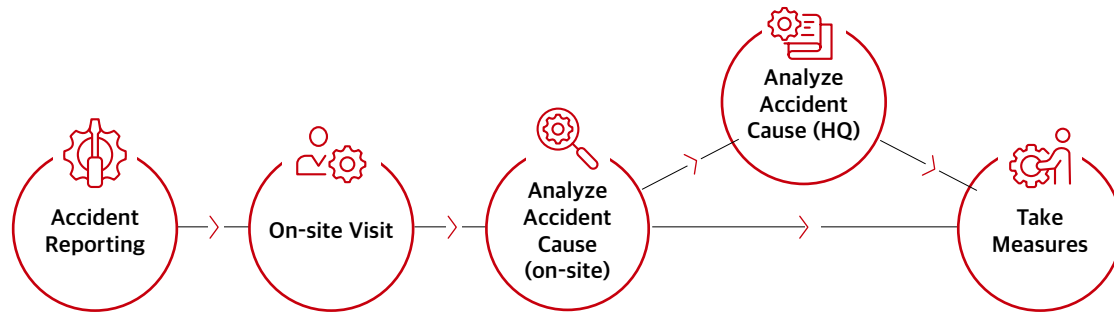 Accident
Reporting
On-site Visit
Analyze
Accident
Cause
(on-site)
Analyze
Accident
Cause (HQ)
Take
Measures